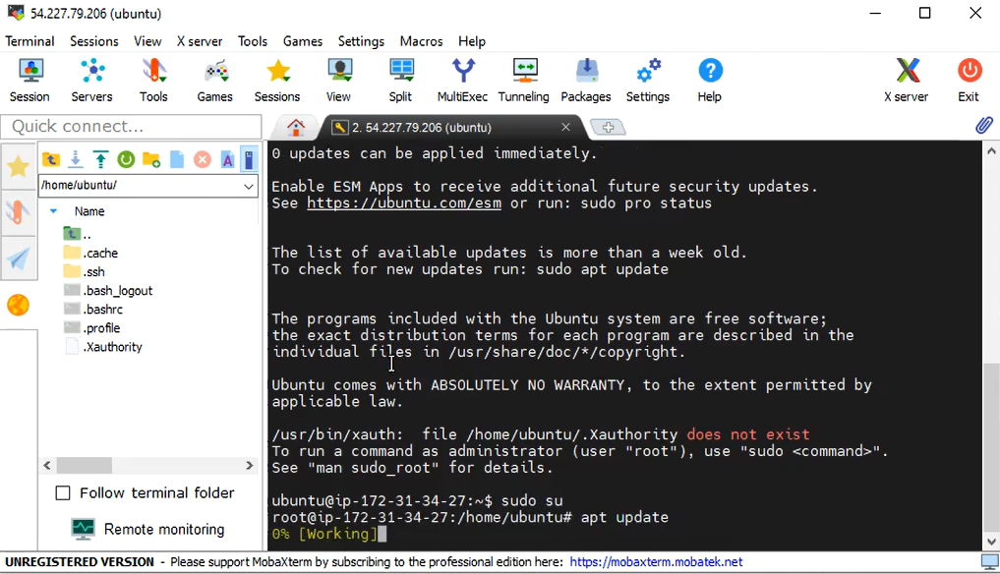 54.227.79.206 (ubuntu)
Terminal Sessions View X server Tools Games Settings Macros Help
Session Servers Tools Games Sessions View Split MultiExec Tunneling Packages Settings Help X server Exit
Quick connect...
2. 54.227.79.206 (ubuntu)
/home/ubuntu/
Name
..
.cache
.ssh
.bash_logout
.bashrc
.profile
.Xauthority
Follow terminal folder
Remote monitoring
0 updates can be applied immediately.
Enable ESM Apps to receive additional future security updates.
See https://ubuntu.com/esm or run: sudo pro status
The list of available updates is more than a week old.
To check for new updates run: sudo apt update
The programs included with the Ubuntu system are free software;
the exact distribution terms for each program are described in the
individual files in /usr/share/doc/*/copyright.
Ubuntu comes with ABSOLUTELY NO WARRANTY, to the extent permitted by
applicable law.
/usr/bin/xauth:  file /home/ubuntu/.Xauthority does not exist
To run a command as administrator (user "root"), use "sudo <command>".
See "man sudo_root" for details.
ubuntu@ip-172-31-34-27:~$ sudo su
root@ip-172-31-34-27:/home/ubuntu# apt update
0% [Working]
UNREGISTERED VERSION - Please support MobaXterm by subscribing to the professional edition here: https://mobaxterm.mobatek.net